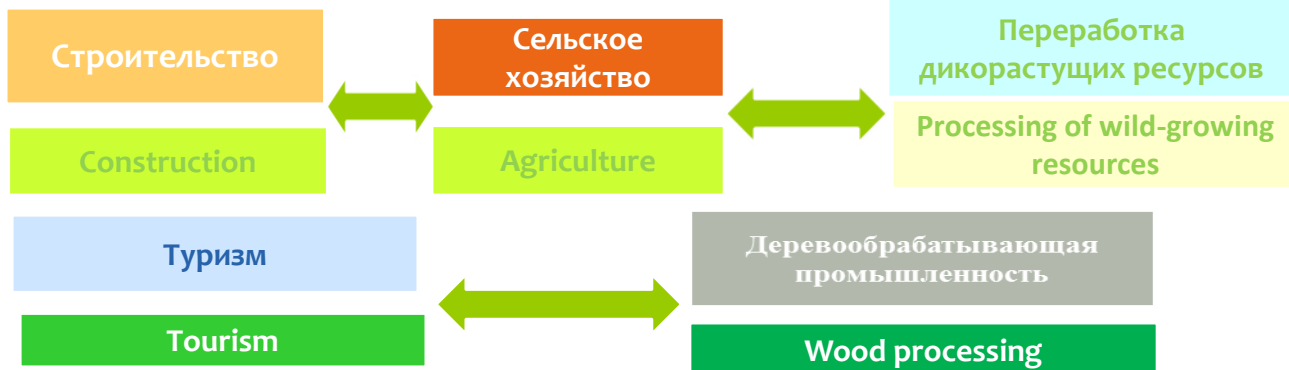 Строительство
Сельское
хозяйство
Переработка
дикорастущих ресурсов
Construction
Agriculture
Processing of wild-growing
resources
Туризм
Деревообрабатывающая
промышленность
Tourism
Wood processing